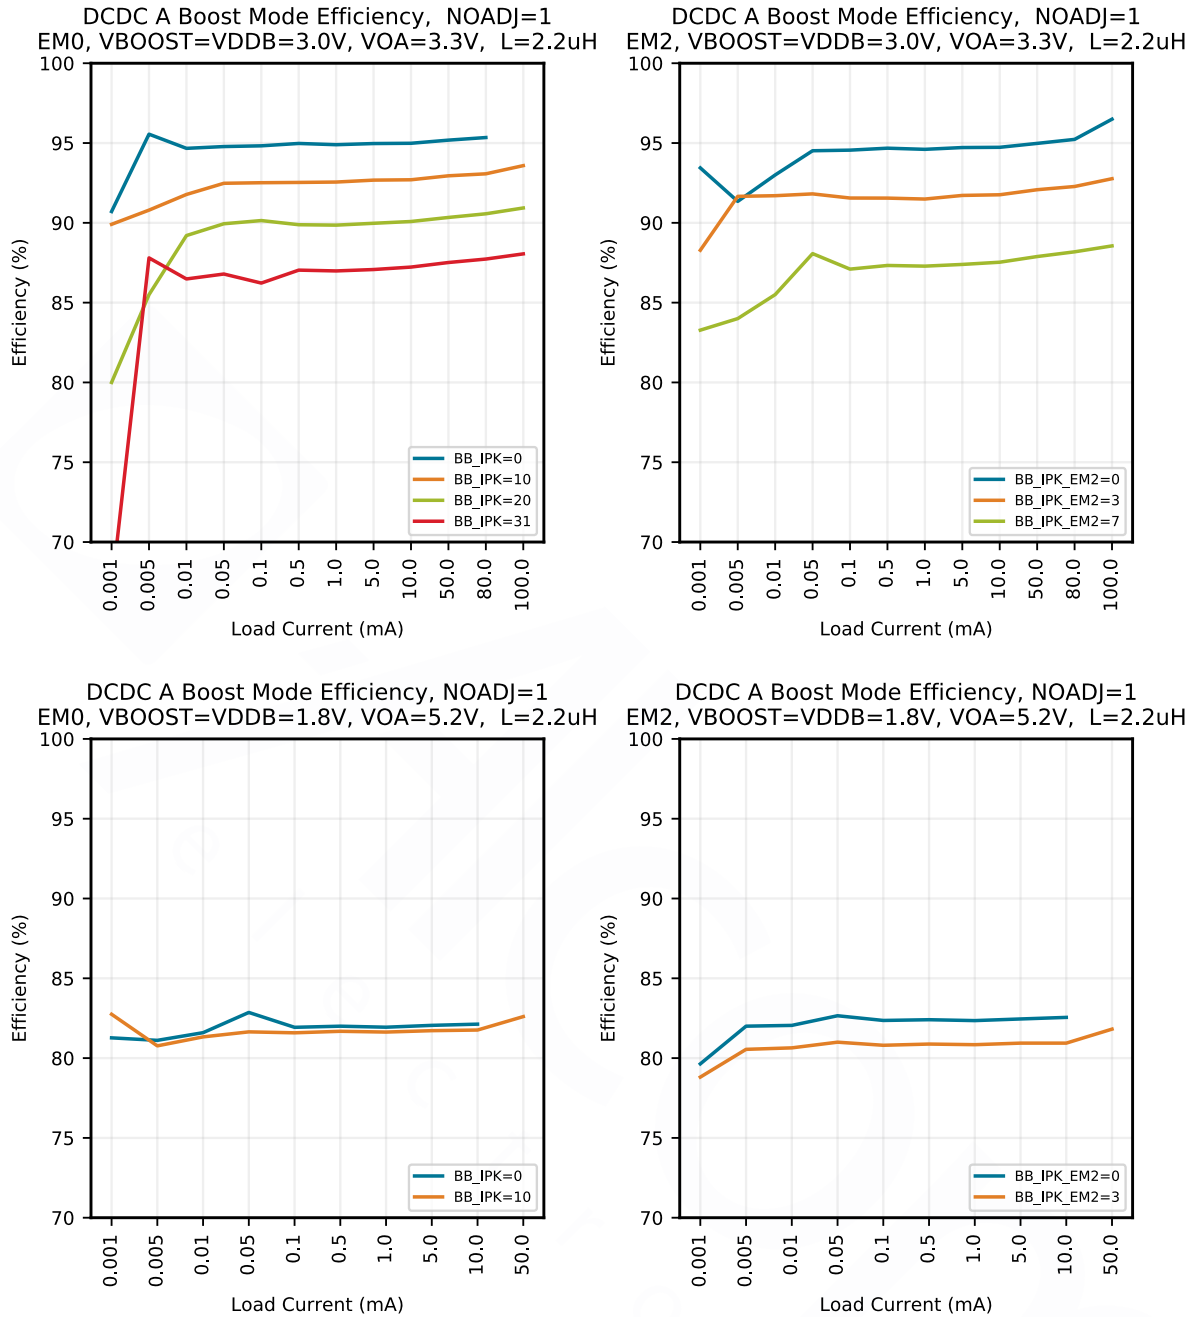 DCDC A Boost Mode Efficiency,  NOADJ=1
EM0, VBOOST=VDDB=3.0V, VOA=3.3V,  L=2.2uH
100
95
90
85
80
75
70
Efficiency (%)
BB_IPK=0
BB_IPK=10
BB_IPK=20
BB_IPK=31
0.001
0.005
0.01
0.05
0.1
0.5
1.0
5.0
10.0
50.0
80.0
100.0
Load Current (mA)
DCDC A Boost Mode Efficiency,  NOADJ=1
EM2, VBOOST=VDDB=3.0V, VOA=3.3V,  L=2.2uH
100
95
90
85
80
75
70
Efficiency (%)
BB_IPK_EM2=0
BB_IPK_EM2=3
BB_IPK_EM2=7
0.001
0.005
0.01
0.05
0.1
0.5
1.0
5.0
10.0
50.0
80.0
100.0
Load Current (mA)
DCDC A Boost Mode Efficiency, NOADJ=1
EM0, VBOOST=VDDB=1.8V, VOA=5.2V,  L=2.2uH
100
95
90
85
80
75
70
Efficiency (%)
BB_IPK=0
BB_IPK=10
0.001
0.005
0.01
0.05
0.1
0.5
1.0
5.0
10.0
50.0
Load Current (mA)
DCDC A Boost Mode Efficiency, NOADJ=1
EM2, VBOOST=VDDB=1.8V, VOA=5.2V,  L=2.2uH
100
95
90
85
80
75
70
Efficiency (%)
BB_IPK_EM2=0
BB_IPK_EM2=3
0.001
0.005
0.01
0.05
0.1
0.5
1.0
5.0
10.0
50.0
Load Current (mA)